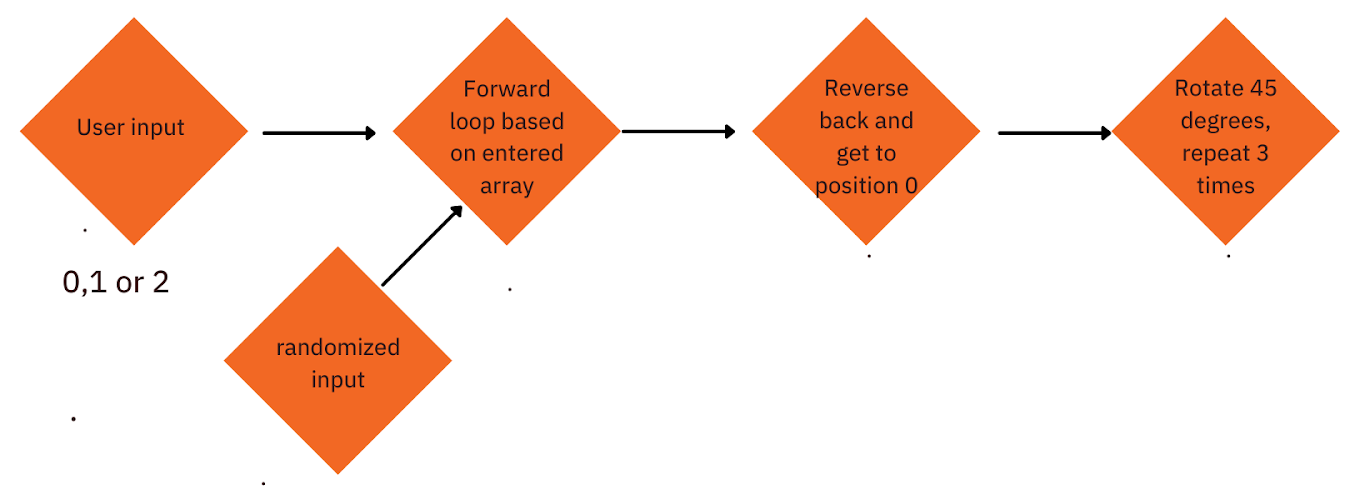 User input
Forward
loop based
on entered
array
Reverse
back and
get to
position 0
Rotate 45
degrees,
repeat 3
times
0,1 or 2
randomized
input